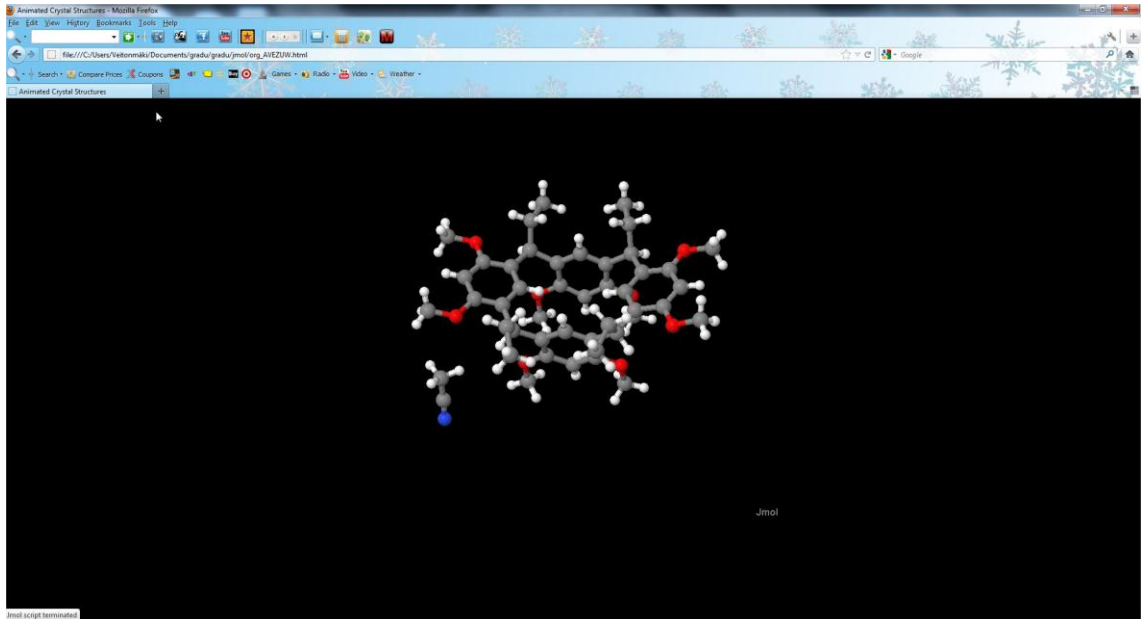 Animated Crystal Structures - Mozilla Firefox
File Edit View History Bookmarks Tools Help
file:///C:/Users/Veitonmäki/Documents/gradu/gradu/jmol/org_AVEZUW.html
Google
Search Compare Prices Coupons Games Radio Video Weather
Animated Crystal Structures
Jmol
Jmol script terminated